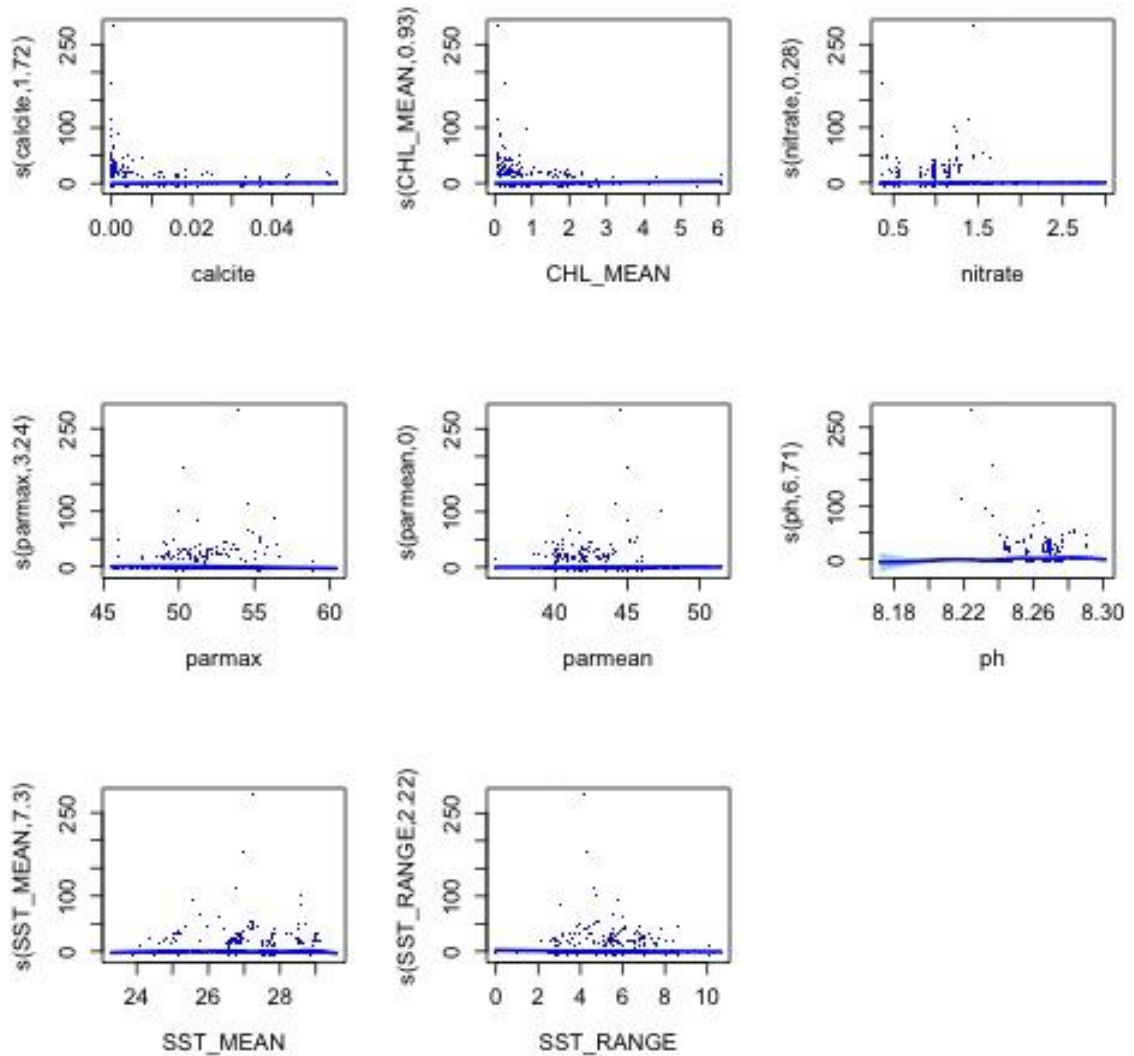 s(calcite,1.72)
250
100
0
0.00 0.02 0.04
calcite
s(CHL_MEAN,0.93)
250
100
0
0 1 2 3 4 5 6
CHL_MEAN
s(nitrate,0.28)
250
100
0
0.5 1.5 2.5
nitrate
s(parmax,3.24)
250
100
0
45 50 55 60
parmax
s(parmean,0)
250
100
0
40 45 50
parmean
s(ph,6.71)
250
100
0
8.18 8.22 8.26 8.30
ph
s(SST_MEAN,7.3)
250
100
0
24 26 28
SST_MEAN
s(SST_RANGE,2.22)
250
100
0
0 2 4 6 8 10
SST_RANGE